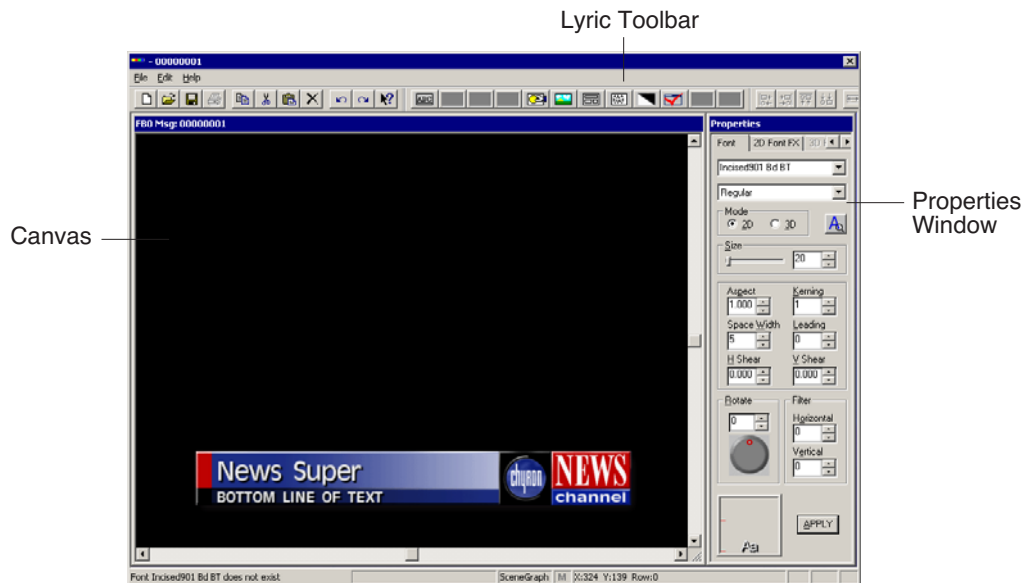 Lyric Toolbar
- 00000001
File Edit Help
ABC
FB0 Msg: 00000001
Properties
Font 2D Font FX 3D
Incised901 Bd BT
Regular
Properties
Window
Mode
2D 3D
A
Canvas
Size
20
Aspect Kerning
1.000 1
Space Width Leading
5 0
H Shear V Shear
0.000 0.000
Rotate Filter
0 Horizontal
0
Vertical
0
News Super
BOTTOM LINE OF TEXT
chyron
NEWS
channel
APPLY
Aa
Font Incised901 Bd BT does not exist SceneGraph M X:324 Y:139 Row:0